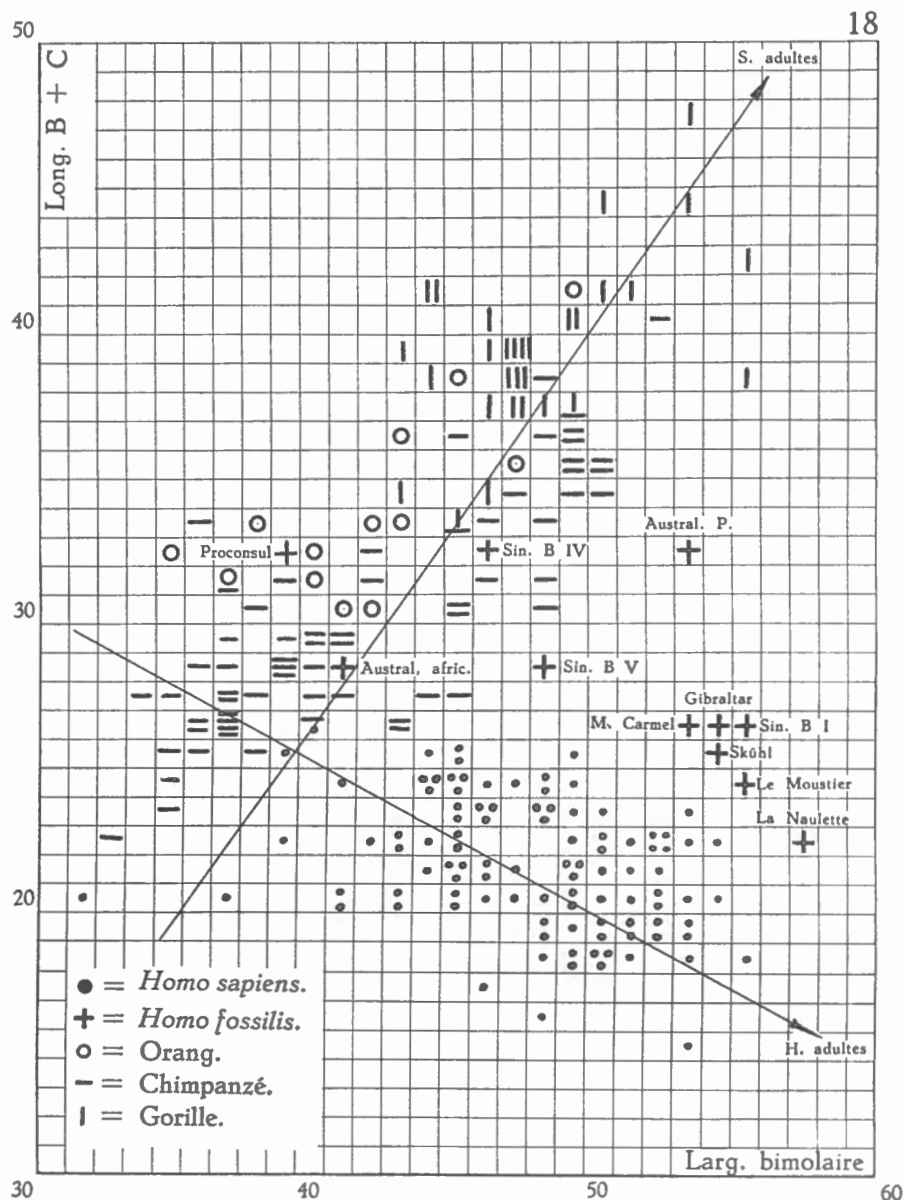 50
18
Long. B + C
S. adultes
40
Austral. P.
Proconsul
Sin. B IV
Austral, afric.
Sin. B V
Gibraltar
M. Carmel
Sin. B I
Skûhl
Le Moustier
La Naulette
20
● = Homo sapiens.
+ = Homo fossilis.
o = Orang.
– = Chimpanzé.
| = Gorille.
H. adultes
Larg. bimolaire
30
30
40
50
60